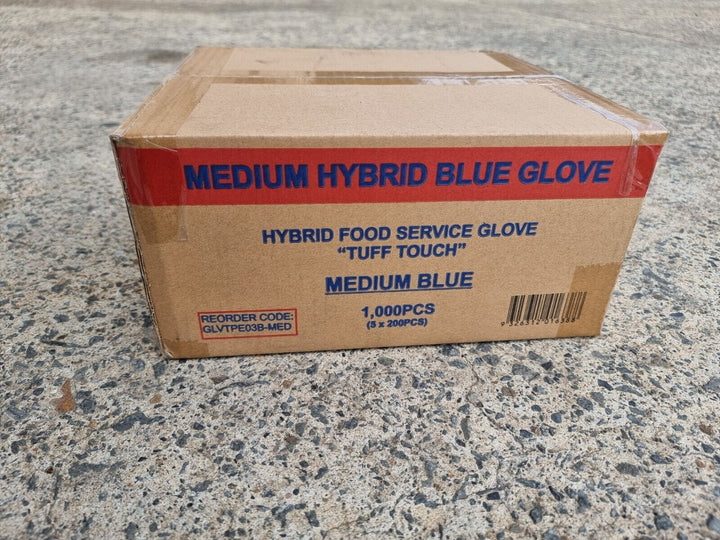 MEDIUM HYBRID BLUE GLOVE
HYBRID FOOD SERVICE GLOVE
“TUFF TOUCH”
MEDIUM BLUE
1,000PCS
(5 x 200PCS)
REORDER CODE:
GLVTPE03B-MED